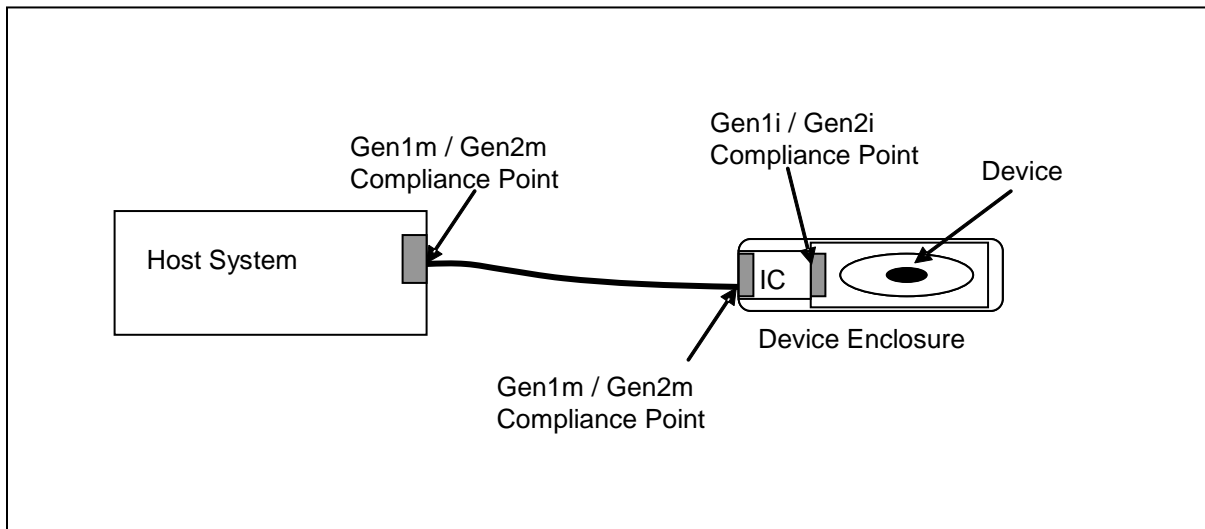 Gen1m / Gen2m
Compliance Point
Gen1i / Gen2i
Compliance Point
Device
Host System
IC
Device Enclosure
Gen1m / Gen2m
Compliance Point